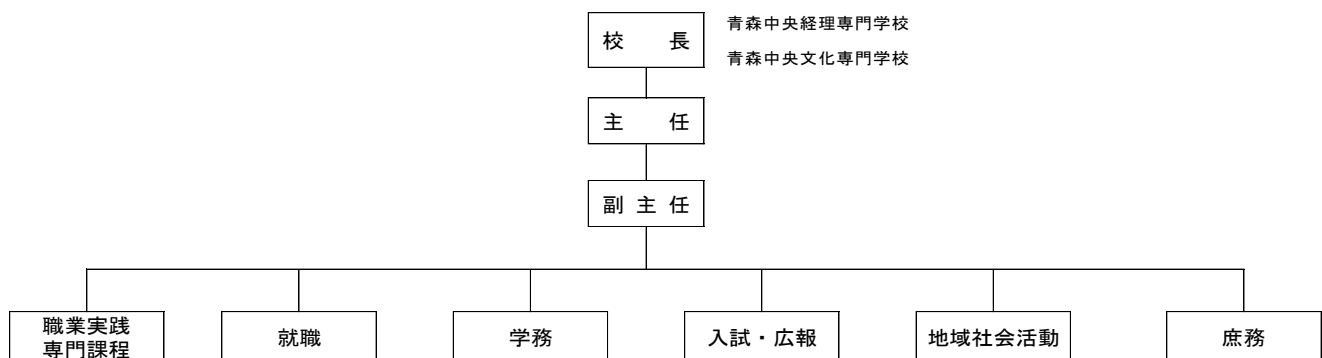 校　長
青森中央経理専門学校
青森中央文化専門学校
主　任
副 主 任
職業実践
専門課程
就職
学務
入試・広報
地域社会活動
庶務